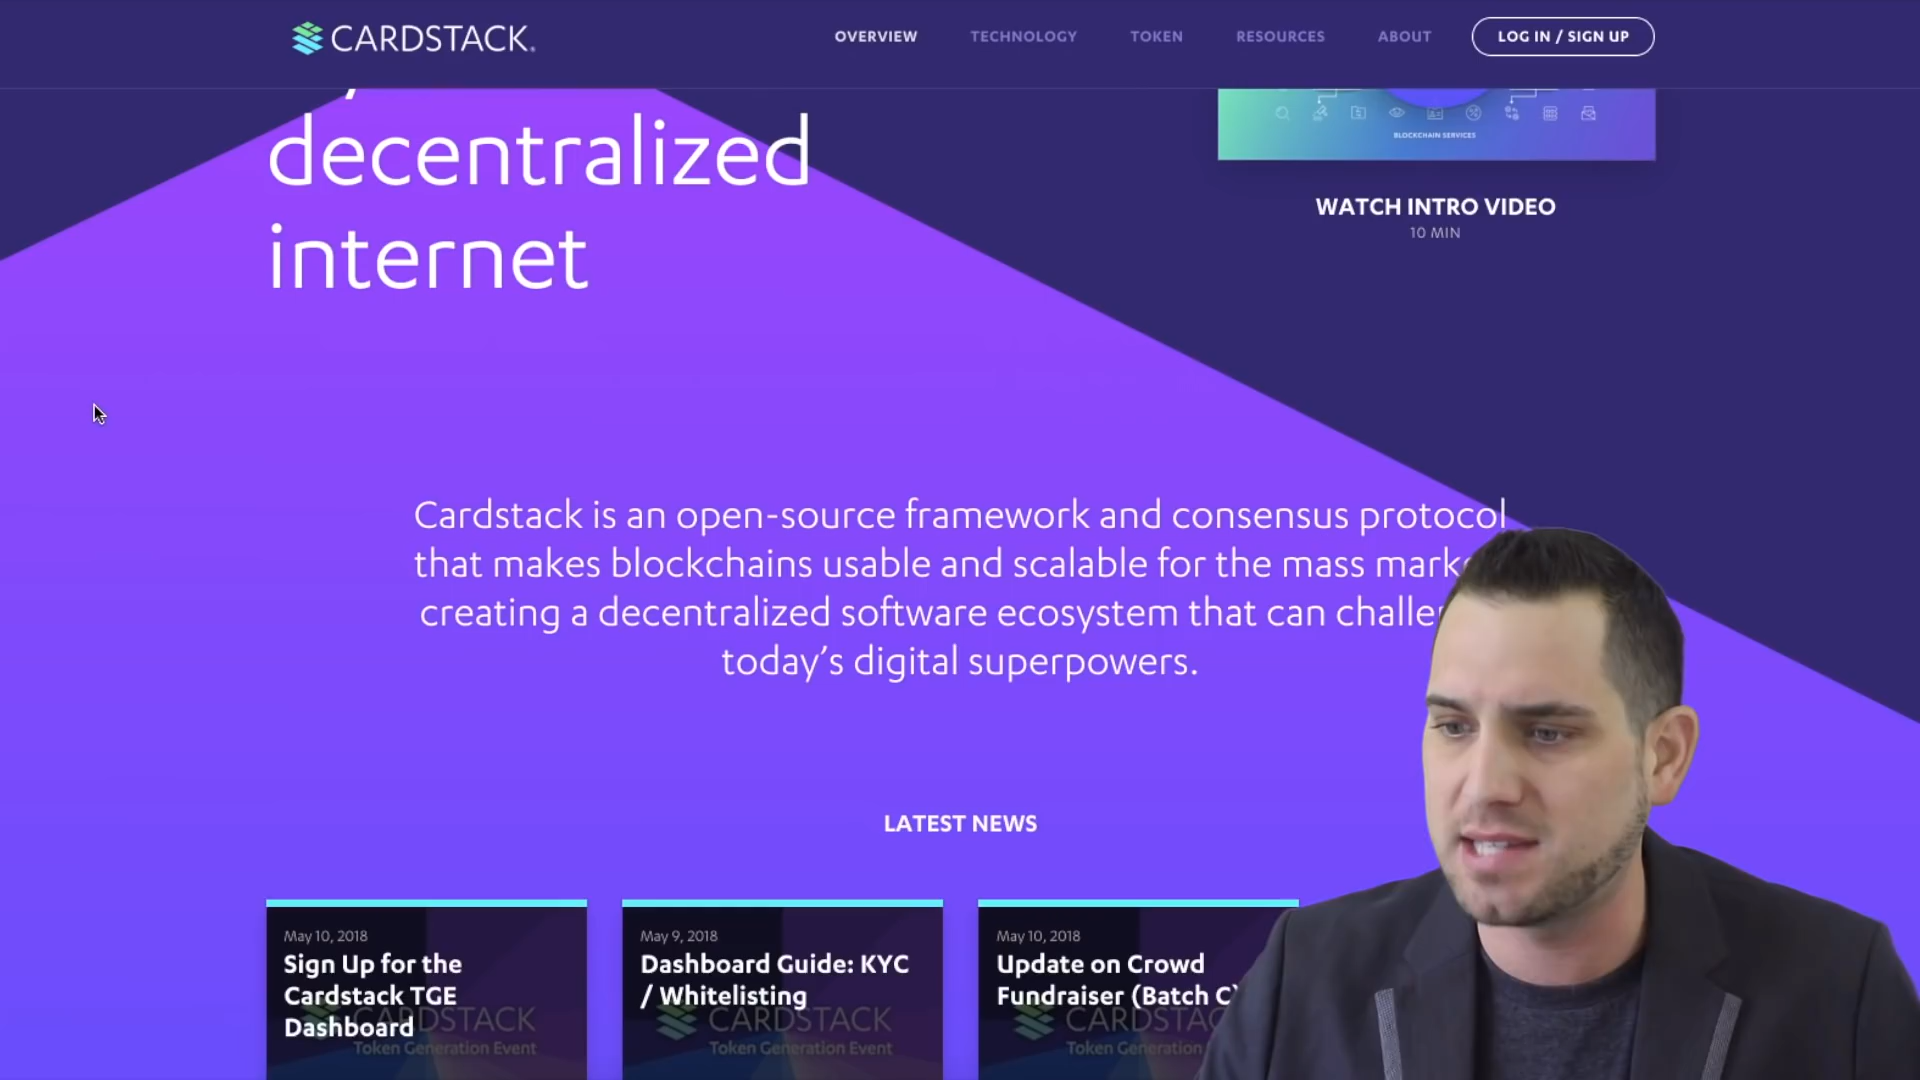 CARDSTACK.
OVERVIEW
TECHNOLOGY
TOKEN
RESOURCES
ABOUT
LOG IN / SIGN UP
decentralized
internet
BLOCKCHAIN SERVICES
WATCH INTRO VIDEO
10 MIN
Cardstack is an open-source framework and consensus protocol
that makes blockchains usable and scalable for the mass
creating a decentralized software ecosystem that can
today's digital superpowers.
LATEST NEWS
May 10, 2018
Sign Up for the
Cardstack TGE
Dashboard
CARDSTACK
Token Generation Event
May 9, 2018
Dashboard Guide: KYC
/ Whitelisting
CARDSTACK
Token Generation Event
May 10, 2018
Update on Crowd
Fundraiser (Batch C)
Token Generation